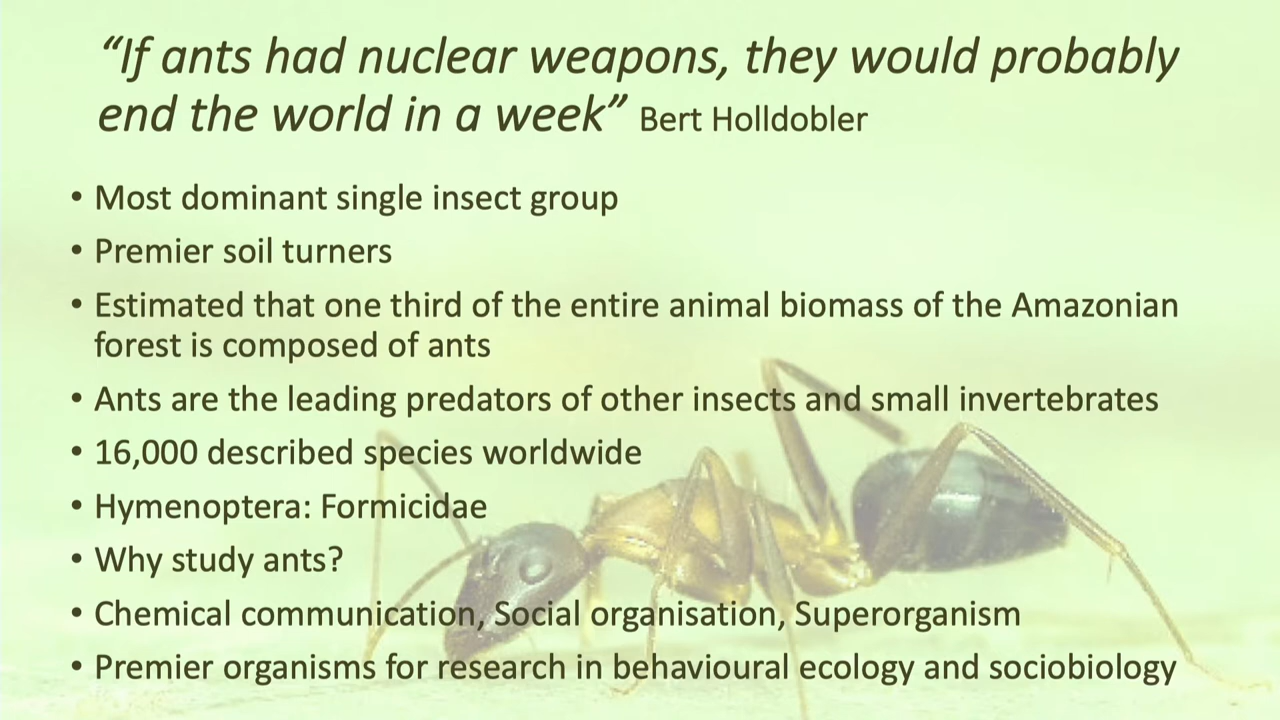 “If ants had nuclear weapons, they would probably
end the world in a week” Bert Holldobler
• Most dominant single insect group
• Premier soil turners
• Estimated that one third of the entire animal biomass of the Amazonian
forest is composed of ants
• Ants are the leading predators of other insects and small invertebrates
• 16,000 described species worldwide
• Hymenoptera: Formicidae
• Why study ants?
• Chemical communication, Social organisation, Superorganism
• Premier organisms for research in behavioural ecology and sociobiology